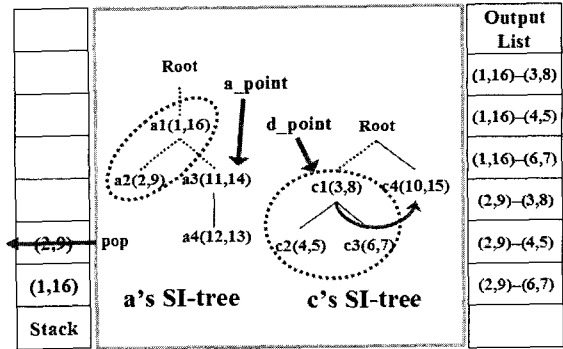 (2,9)
pop
(1,16)
Stack
Root
a_point
a1(1,16)
a2(2,9)
a3(11,14)
a4(12,13)
a's SI-tree
d_point
Root
c1(3,8)
c4(10,15)
c2(4,5)
c3(6,7)
c's SI-tree
Output
List
(1,16)–(3,8)
(1,16)–(4,5)
(1,16)–(6,7)
(2,9)–(3,8)
(2,9)–(4,5)
(2,9)–(6,7)